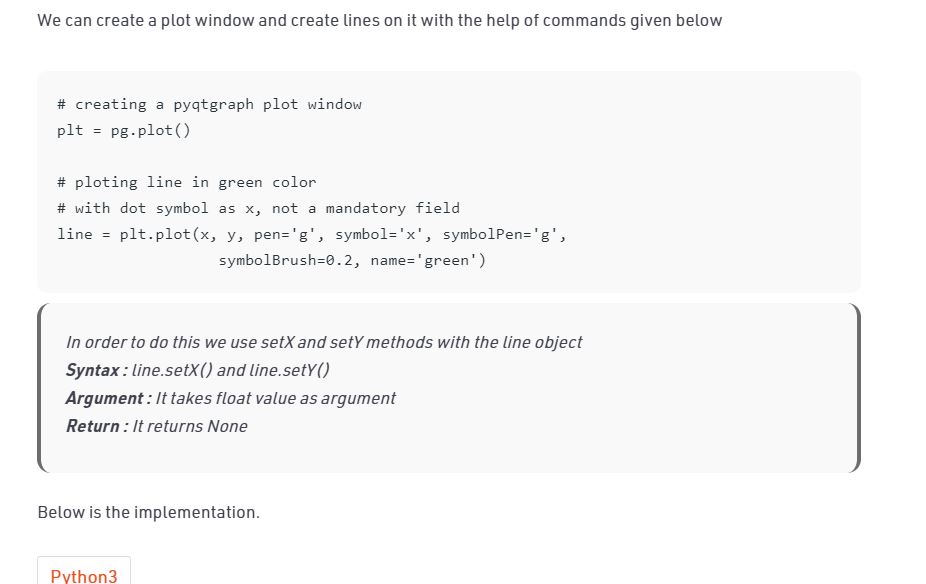 We can create a plot window and create lines on it with the help of commands given below
# creating a pyqtgraph plot window
plt = pg.plot()
# ploting line in green color
# with dot symbol as x, not a mandatory field
line = plt.plot(x, y, pen='g', symbol='x', symbolPen='g',
symbolBrush=0.2, name='green')
In order to do this we use setX and setY methods with the line object
Syntax : line.setX() and line.setY()
Argument : It takes float value as argument
Return : It returns None
Below is the implementation.
Python3